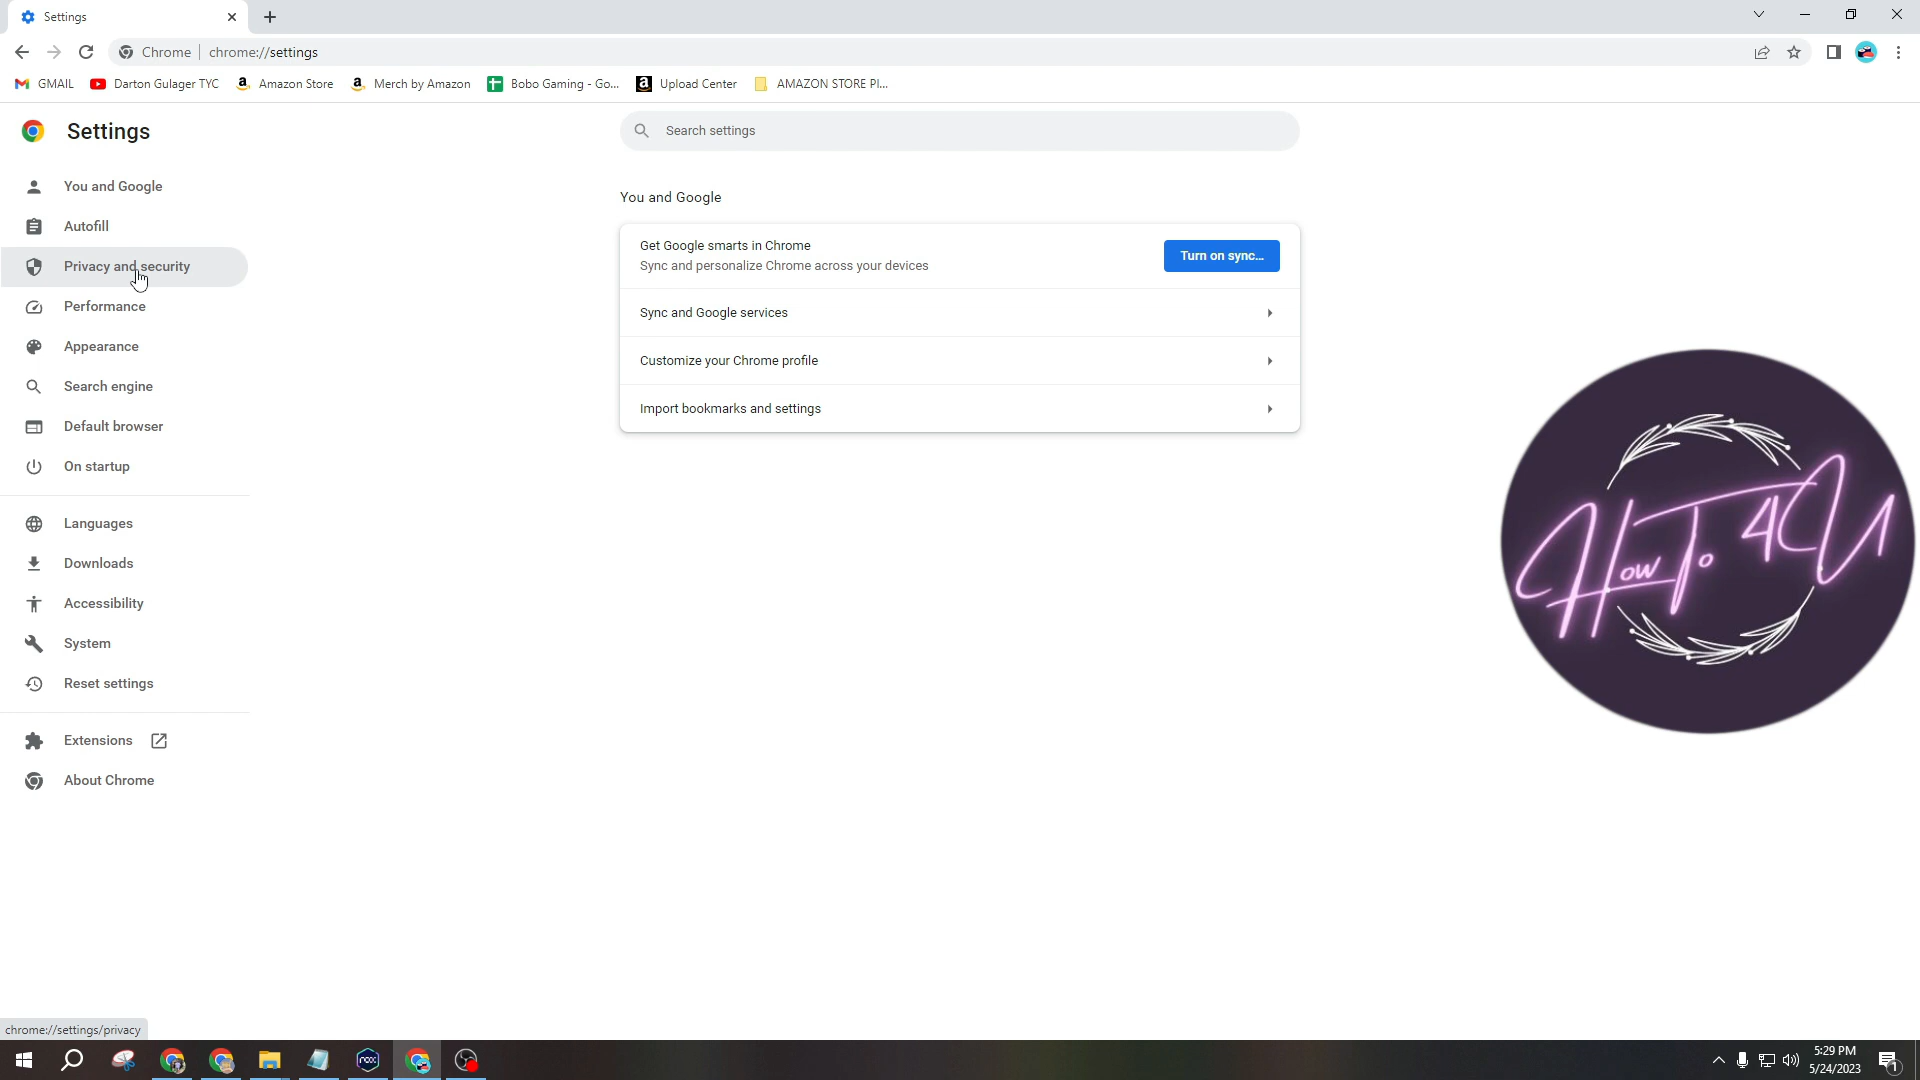 Settings
Chrome
chrome://settings
GMAIL
Darton Gulager TYC
Amazon Store
Merch by Amazon
Bobo Gaming - Go...
Upload Center
AMAZON STORE Pl...
Settings
Search settings
You and Google
Autofill
Privacy and security
Performance
Appearance
Search engine
Default browser
On startup
Languages
Downloads
Accessibility
System
Reset settings
Extensions
About Chrome
You and Google
Get Google smarts in Chrome
Sync and personalize Chrome across your devices
Turn on sync...
Sync and Google services
Customize your Chrome profile
Import bookmarks and settings
How To 4U
chrome://settings/privacy
nox
5:29 PM
5/24/2023
1